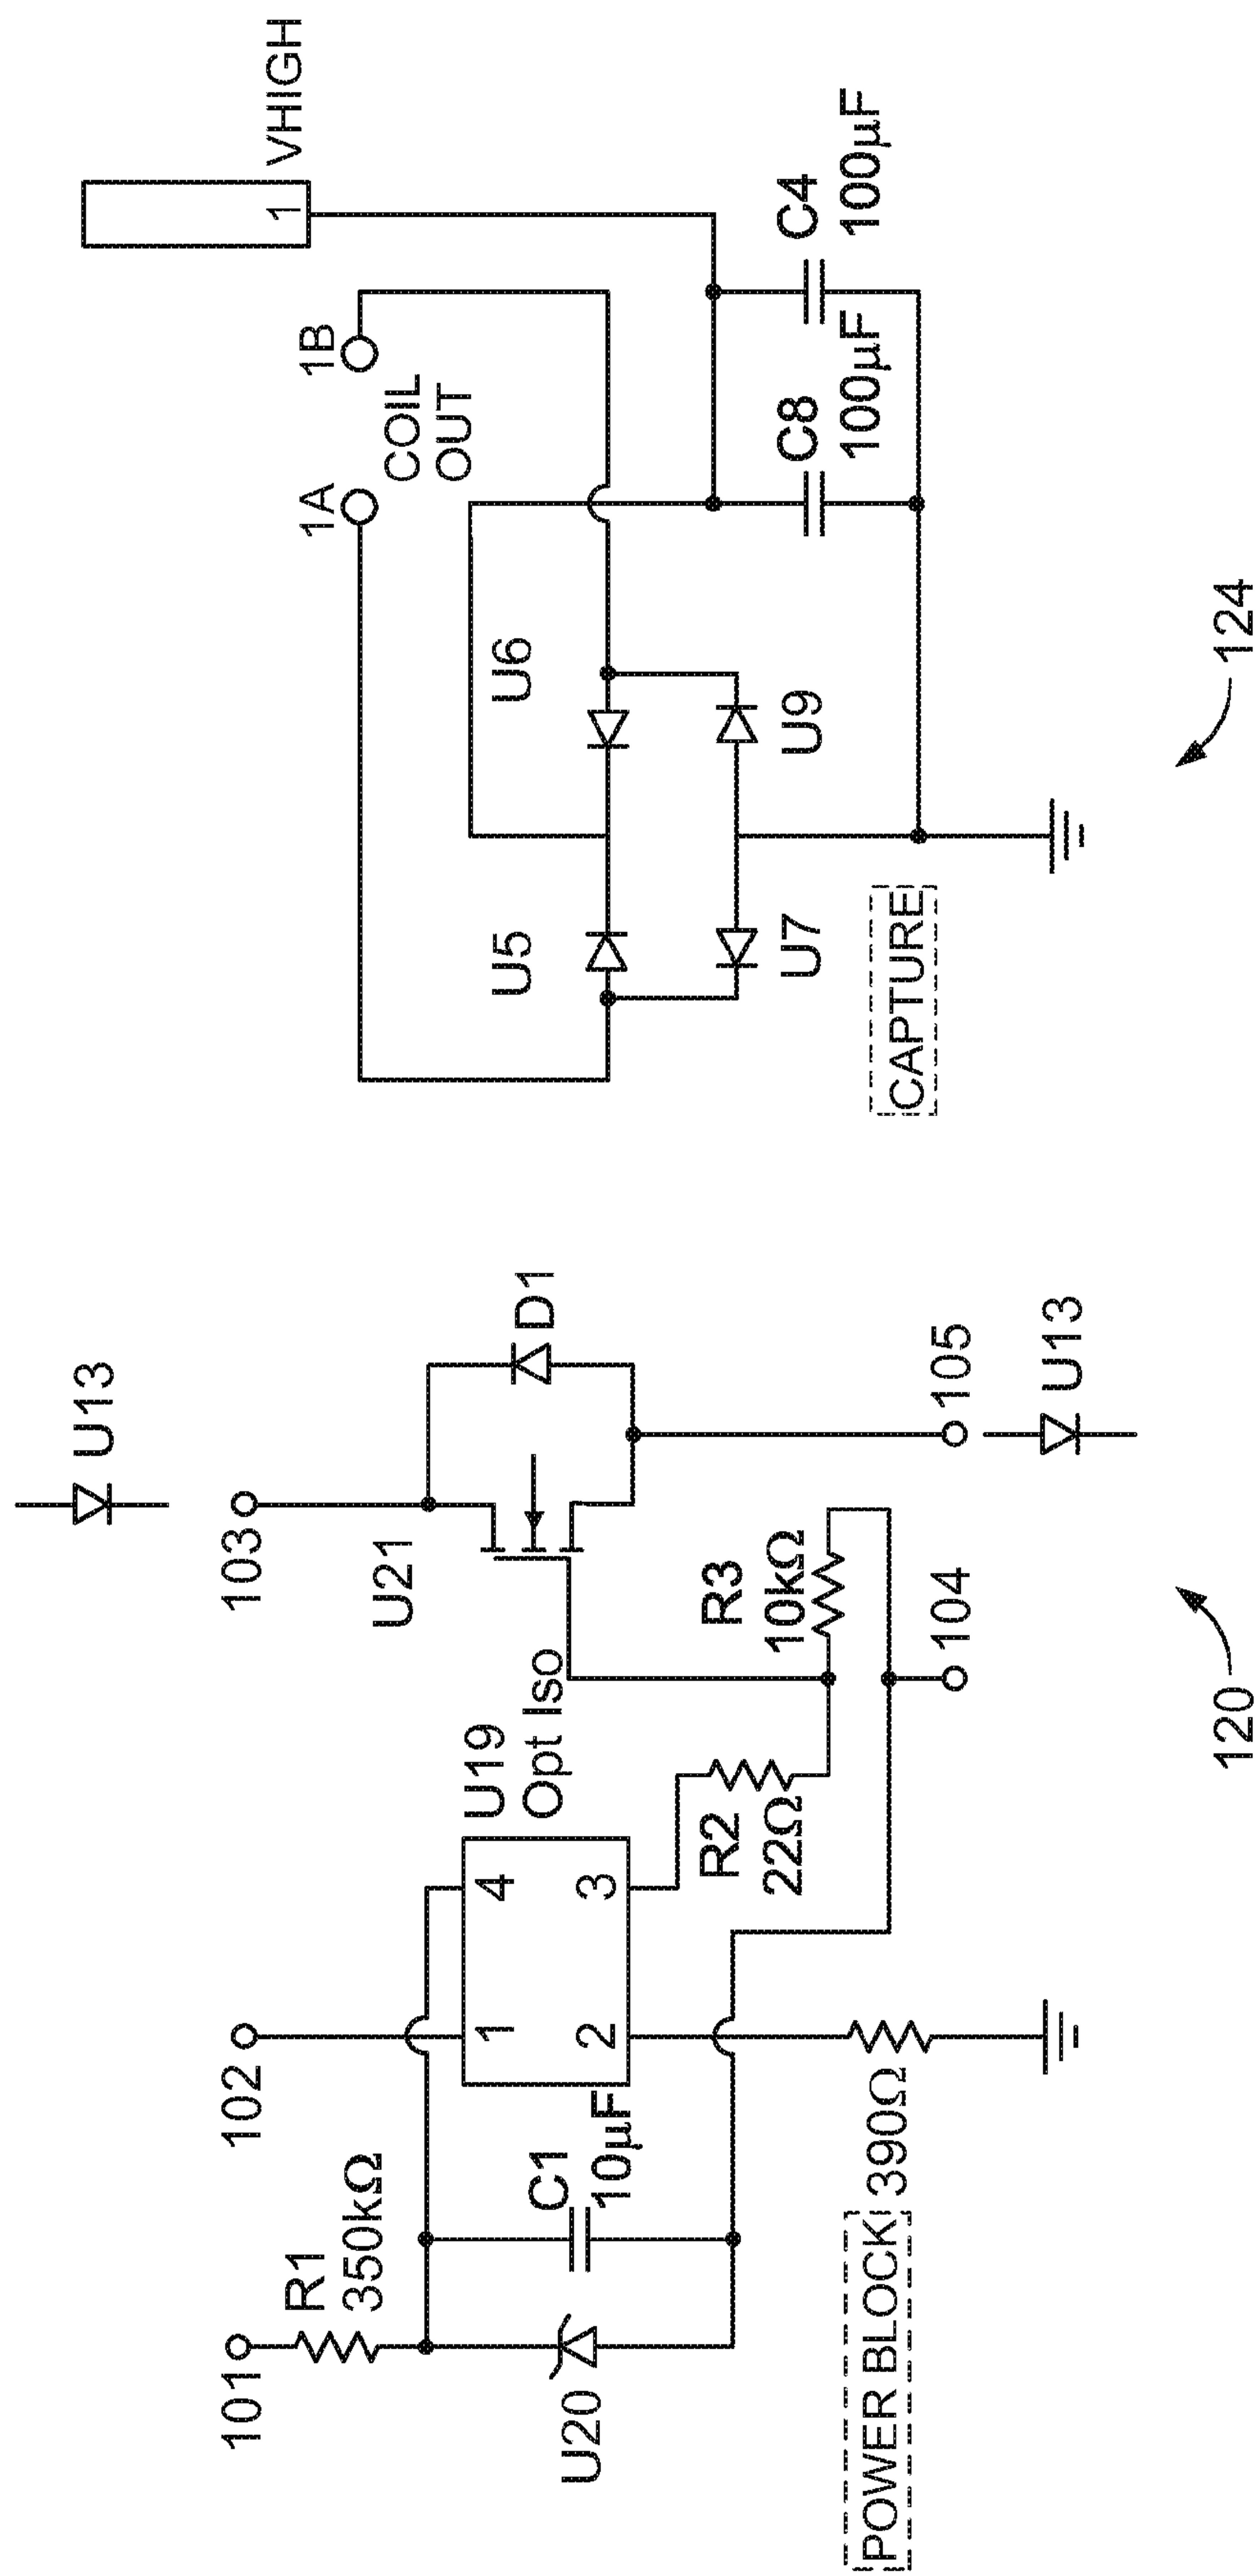 U13
103
U21
D1
105
U13
102
101
R1
350kΩ
C1
10µF
U20
1
4
2
3
U19
Opt Iso
R2
22Ω
R3
10kΩ
104
390Ω
POWER BLOCK
120
VHIGH
1
1A
1B
COIL
OUT
U5
U6
U7
U9
C8
100µF
C4
100µF
CAPTURE
124